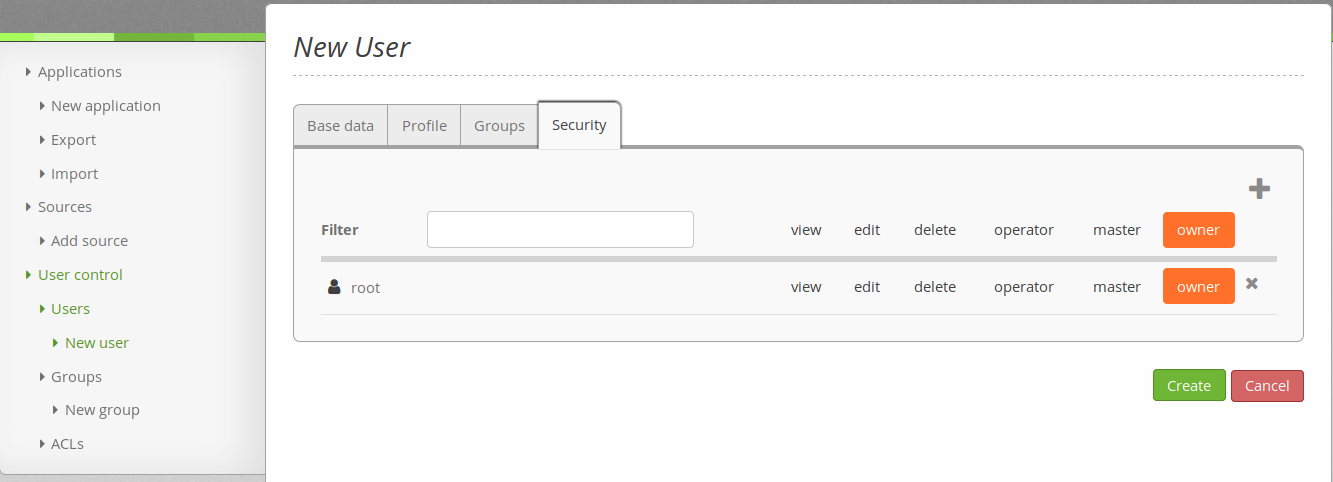 New User
Applications
New application
Export
Import
Sources
Add source
User control
Users
New user
Groups
New group
ACLs
Base data Profile Groups Security
Filter view edit delete operator master owner
root view edit delete operator master owner
Create Cancel